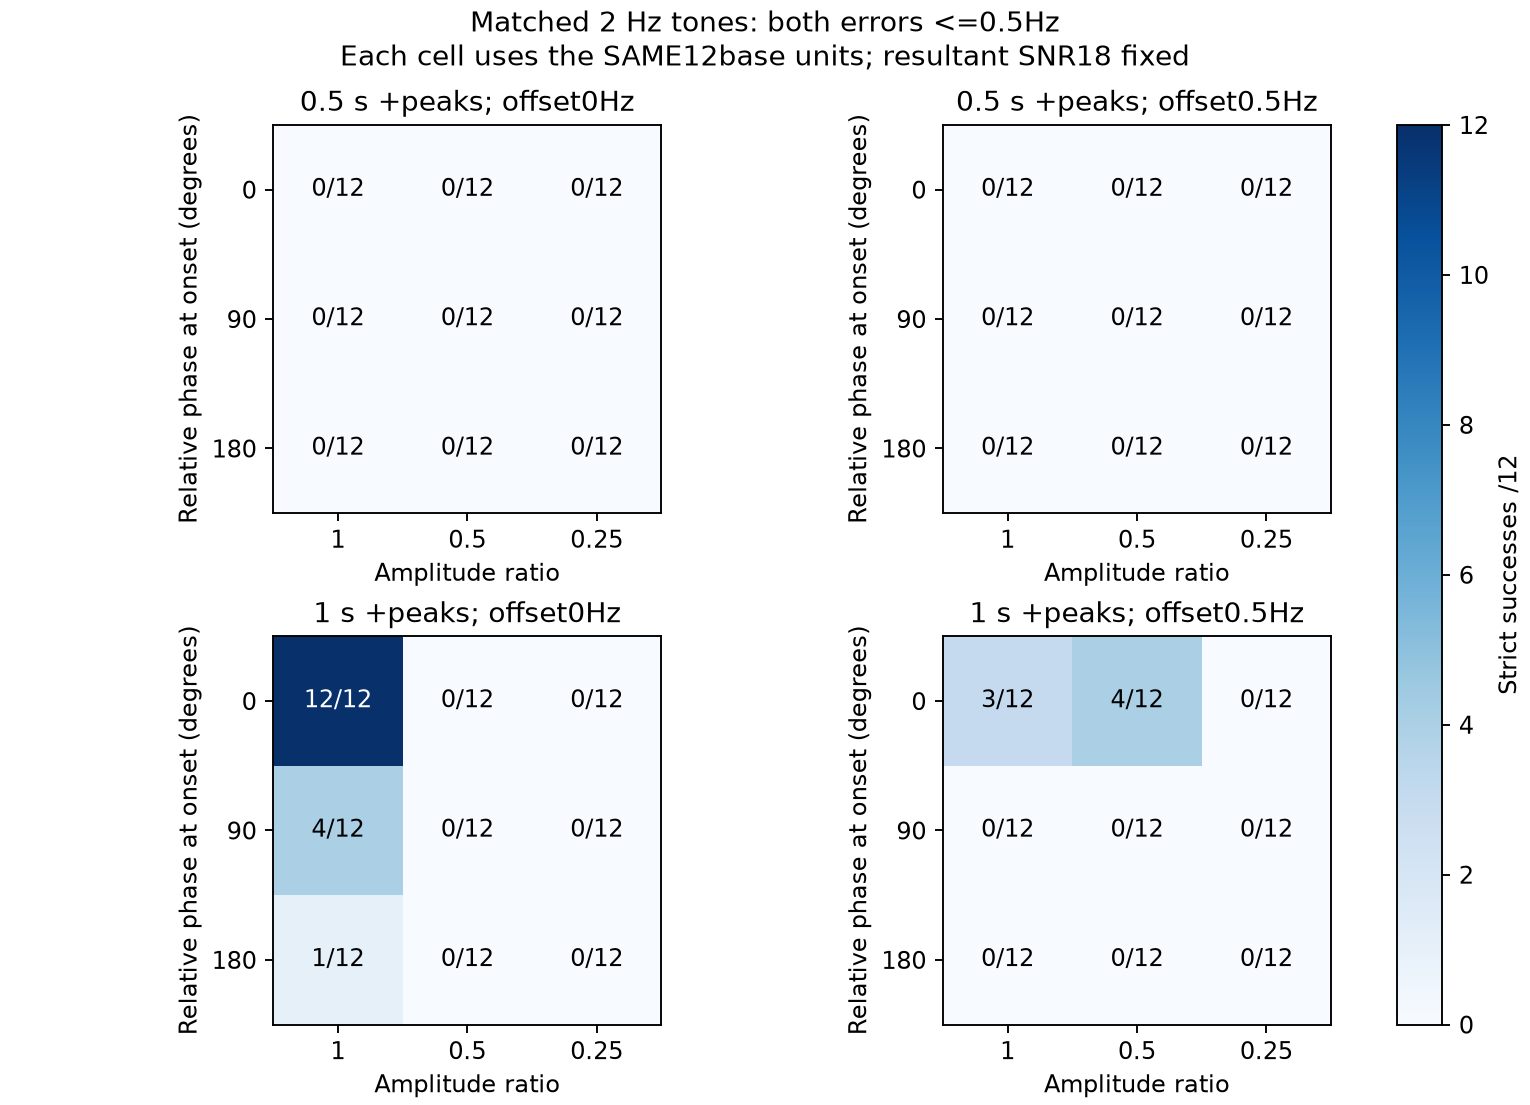 Matched 2 Hz tones: both errors <=0.5Hz
Each cell uses the SAME12base units; resultant SNR18 fixed
0.5 s +peaks; offset0Hz
Relative phase at onset (degrees)
0
90
180
0/12 0/12 0/12
0/12 0/12 0/12
0/12 0/12 0/12
1 0.5 0.25
Amplitude ratio
0.5 s +peaks; offset0.5Hz
Relative phase at onset (degrees)
0
90
180
0/12 0/12 0/12
0/12 0/12 0/12
0/12 0/12 0/12
1 0.5 0.25
Amplitude ratio
1 s +peaks; offset0Hz
Relative phase at onset (degrees)
0
90
180
12/12 0/12 0/12
4/12 0/12 0/12
1/12 0/12 0/12
1 0.5 0.25
Amplitude ratio
1 s +peaks; offset0.5Hz
Relative phase at onset (degrees)
0
90
180
3/12 4/12 0/12
0/12 0/12 0/12
0/12 0/12 0/12
1 0.5 0.25
Amplitude ratio
12
10
8
6
4
2
0
Strict successes /12